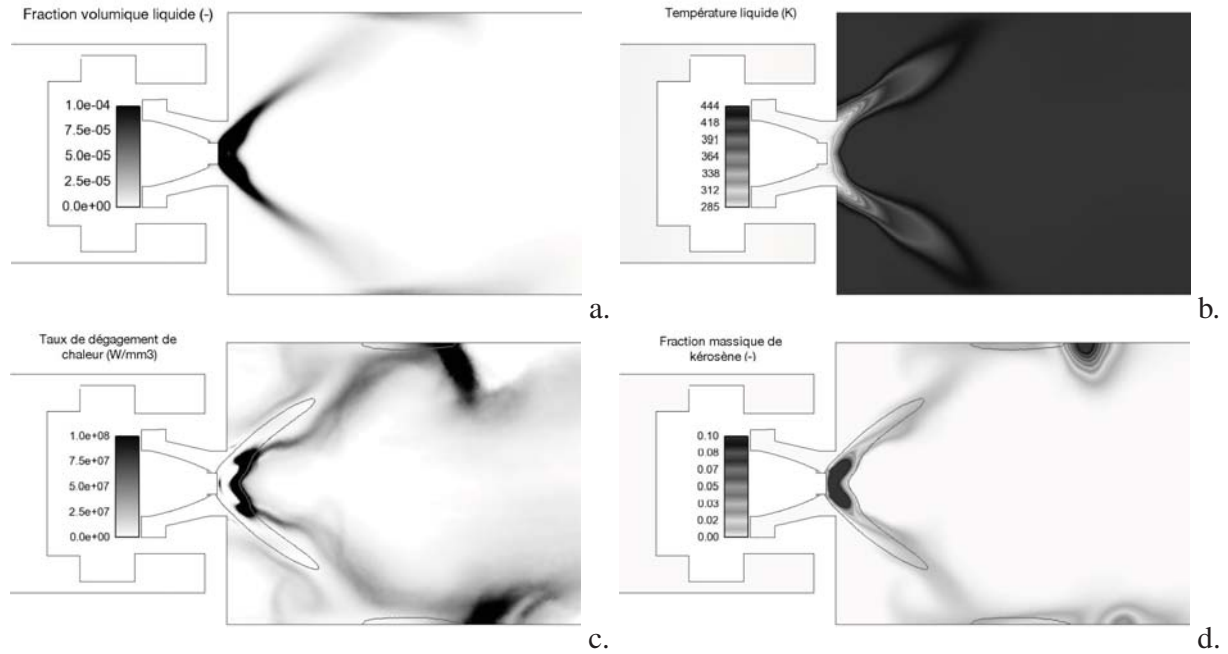 Fraction volumique liquide (-)
1.0e-04
7.5e-05
5.0e-05
2.5e-05
0.0e+00
a.
Température liquide (K)
444
418
391
364
338
312
285
b.
Taux de dégagement de
chaleur (W/mm3)
1.0e+08
7.5e+07
5.0e+07
2.5e+07
0.0e+00
c.
Fraction massique de
kérosène (-)
0.10
0.08
0.07
0.05
0.03
0.02
0.00
d.